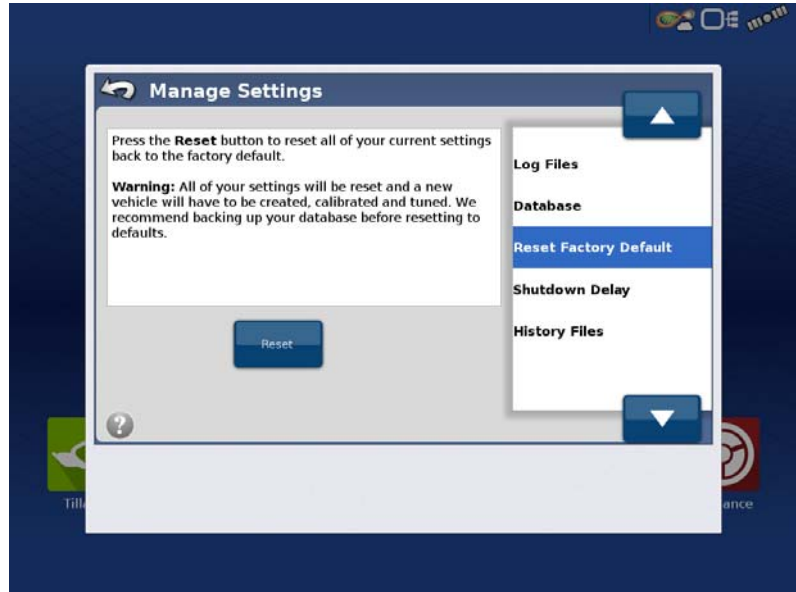 Manage Settings
Press the Reset button to reset all of your current settings
back to the factory default.
Warning: All of your settings will be reset and a new
vehicle will have to be created, calibrated and tuned. We
recommend backing up your database before resetting to
defaults.
Reset
Log Files
Database
Reset Factory Default
Shutdown Delay
History Files
?
Till
ance